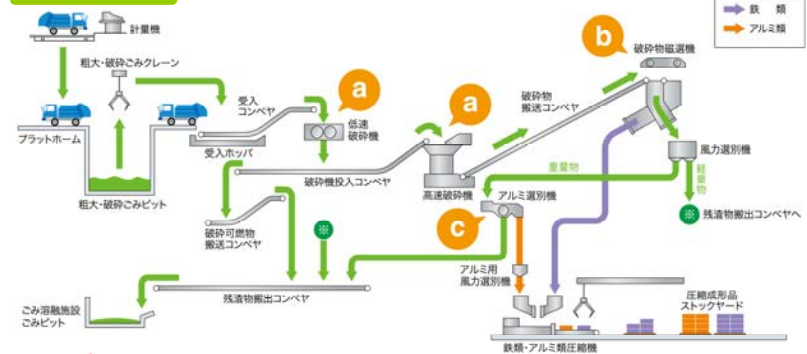 鉄 類
アルミ類
計量機
粗大・破砕ごみクレーン
プラットホーム
粗大・破砕ごみピット
受入
コンベヤ
受入ホッパ
a
低速
破砕機
破砕機投入コンベヤ
破砕可燃物
搬送コンベヤ
※
残渣物搬出コンベヤ
ごみ溶融施設
ごみピット
a
高速破砕機
破砕物
搬送コンベヤ
b
破砕物磁選機
風力選別機
重量物
軽量物
※ 残渣物搬出コンベヤへ
アルミ選別機
c
アルミ用
風力選別機
鉄類・アルミ類圧縮機
圧縮成形品
ストックヤード